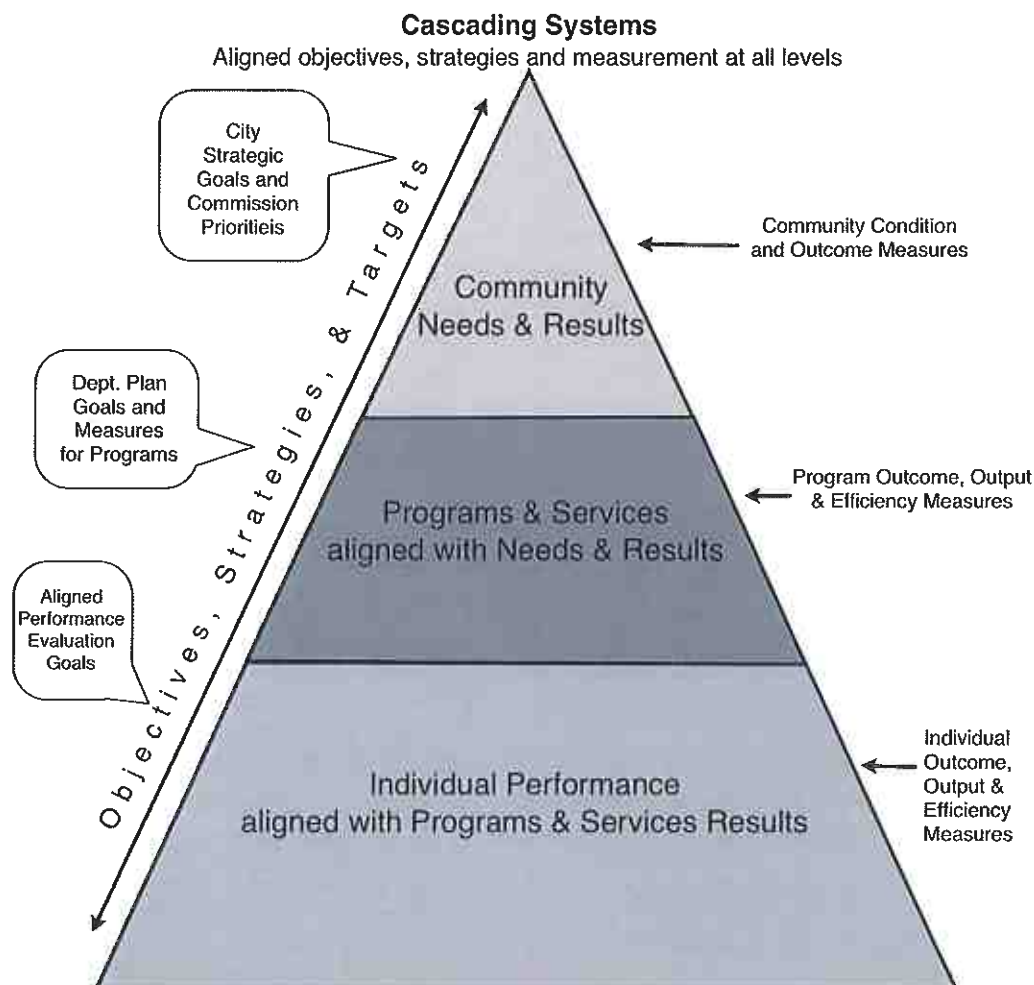 Cascading Systems
Aligned objectives, strategies and measurement at all levels
City
Strategic
Goals and
Commission
Prioritieis
Community Condition
and Outcome Measures
Community
Needs & Results
Objectives, Strategies, & Targets
Dept. Plan
Goals and
Measures
for Programs
Program Outcome, Output
& Efficiency Measures
Programs & Services
aligned with Needs & Results
Aligned
Performance
Evaluation
Goals
Individual
Outcome,
Output &
Efficiency
Measures
Individual Performance
aligned with Programs & Services Results